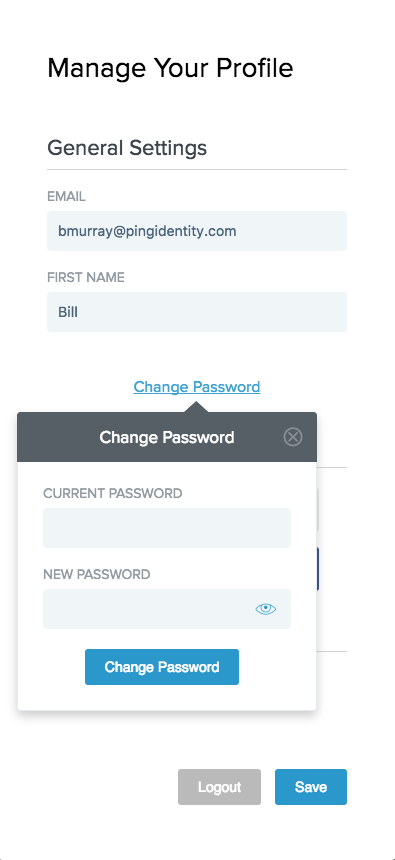 Manage Your Profile
General Settings
EMAIL
bmurray@pingidentity.com
FIRST NAME
Bill
Change Password
Change Password
CURRENT PASSWORD
NEW PASSWORD
Change Password
Logout
Save